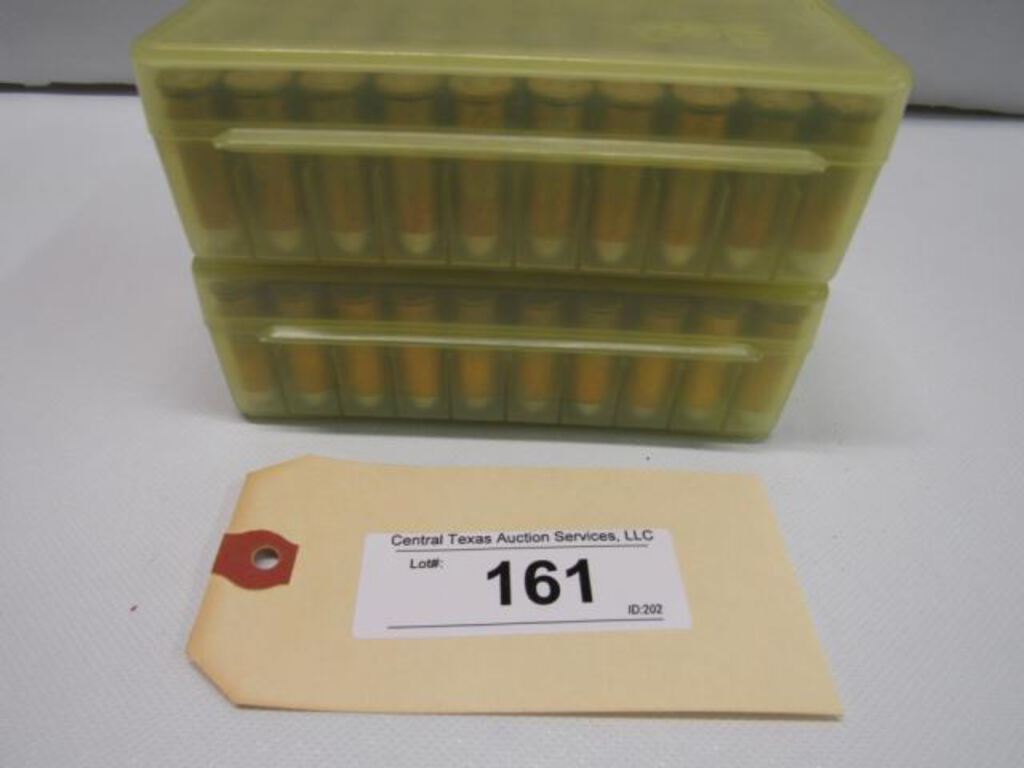 Central Texas Auction Services, LLC
Lot#:
161
ID:202